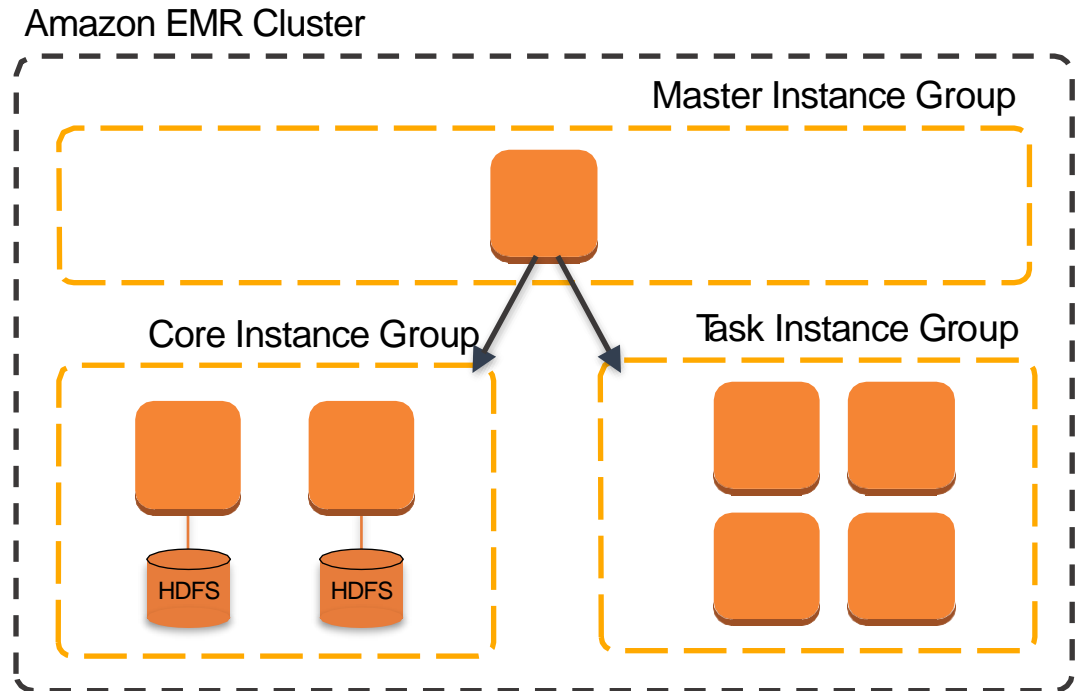 Amazon EMR Cluster
Master Instance Group
Core Instance Group
Task Instance Group
HDFS
HDFS